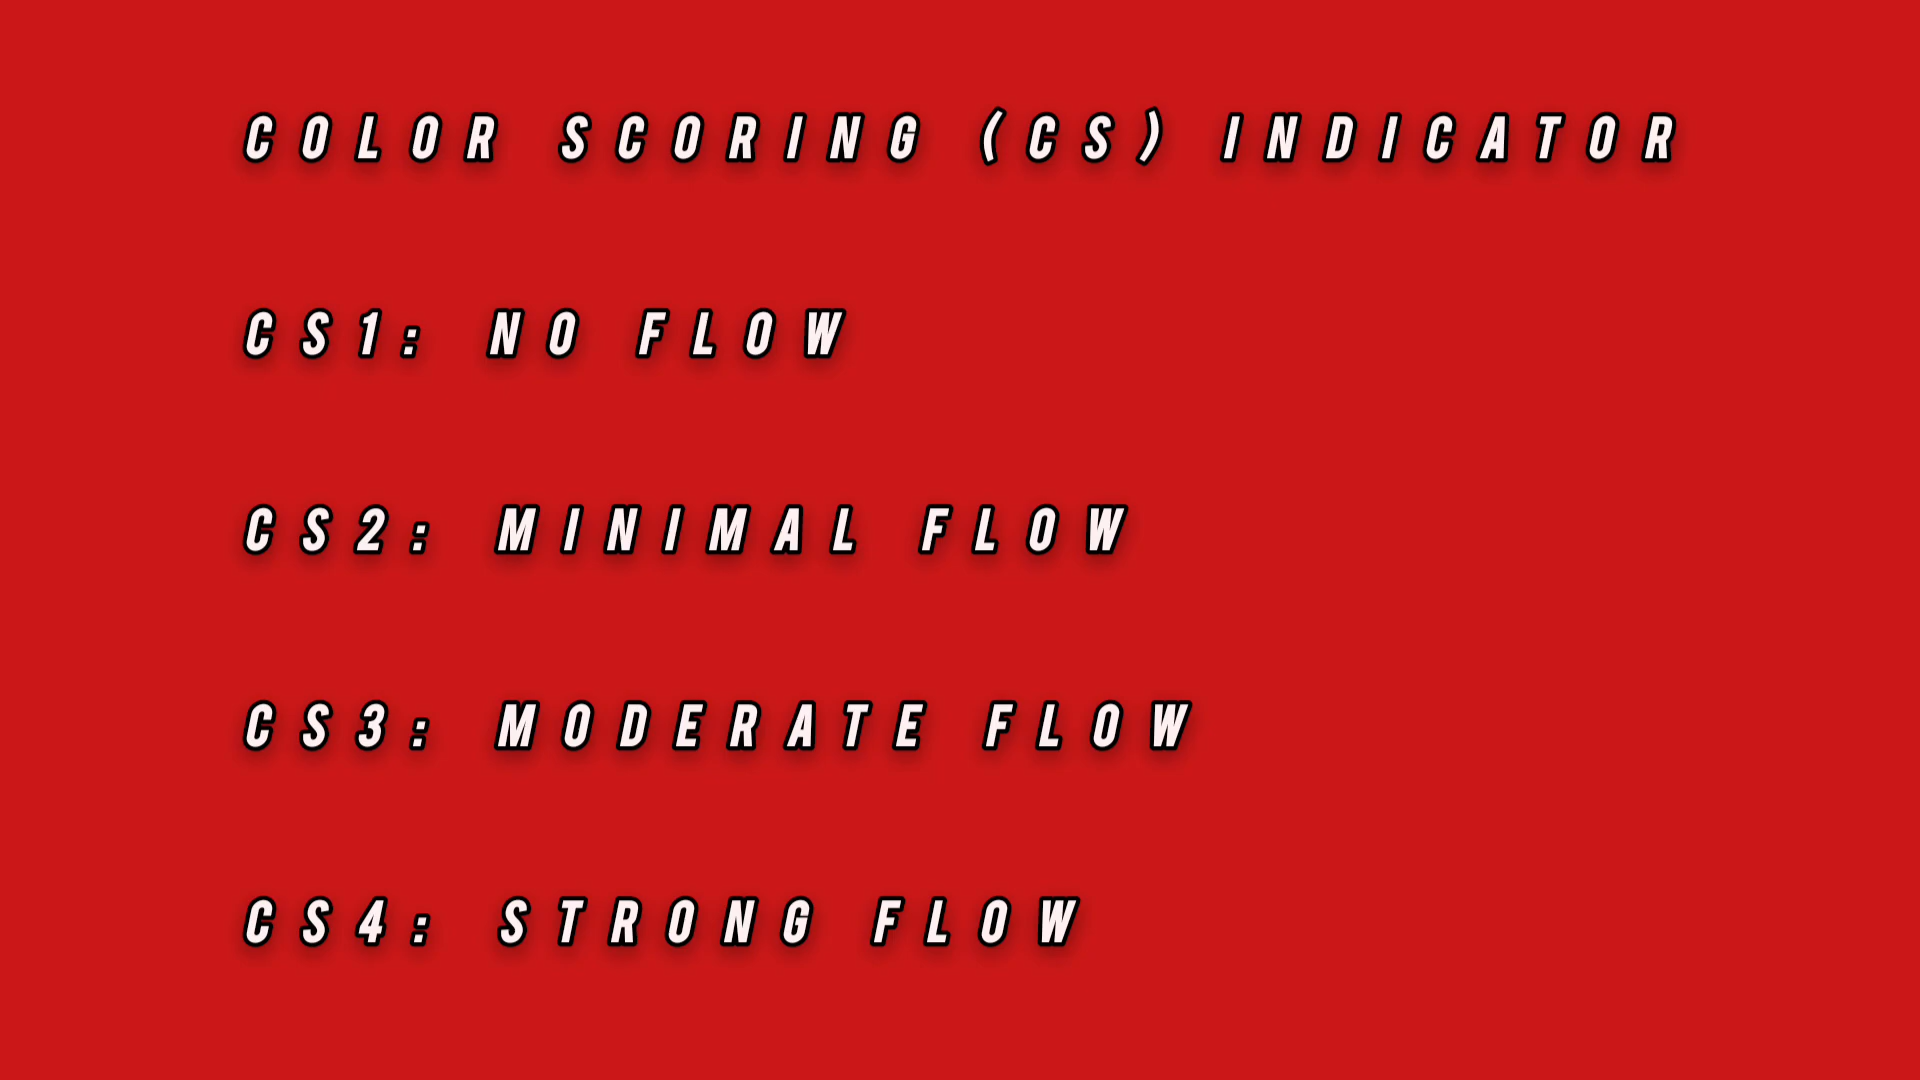 COLOR SCORING (CS) INDICATOR
CS1: NO FLOW
CS2: MINIMAL FLOW
CS3: MODERATE FLOW
CS4: STRONG FLOW